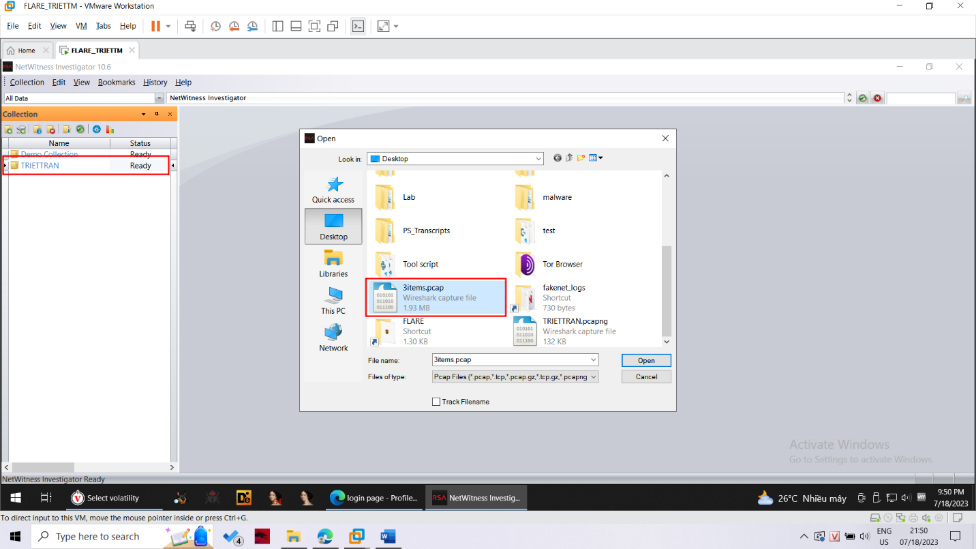 FLARE_TRIETTM - VMware Workstation
File Edit View VM Tabs Help
Home FLARE_TRIETTM
NetWitness Investigator 10.6
Collection Edit View Bookmarks History Help
All Data NetWitness Investigator
Collection
Name Status
Demo Collection Ready
TRIETTRAN Ready
Open
Look in: Desktop
Quick access
Desktop
Libraries
This PC
Network
Lab malware
PS_Transcripts test
Tool script Tor Browser
3items.pcap
Wireshark capture file
1.93 MB
fakenet_logs
Shortcut
730 bytes
FLARE
Shortcut
1.30 KB
TRIETTRAN.pcapng
Wireshark capture file
132 KB
File name: 3items.pcap Open
Files of type: Pcap Files (*.pcap,*.tcp,*.pcap.gz,*.tcp.gz,*.pcapng Cancel
Track Filename
Activate Windows
Go to Settings to activate Windows.
NetWitness Investigator Ready
Select volatility login page - Profile... RSA NetWitness Investig... 26°C Nhiều mây 9:50 PM
7/18/2023
To direct input to this VM, move the mouse pointer inside or press Ctrl+G.
Type here to search ENG 21:50
US 07/18/2023